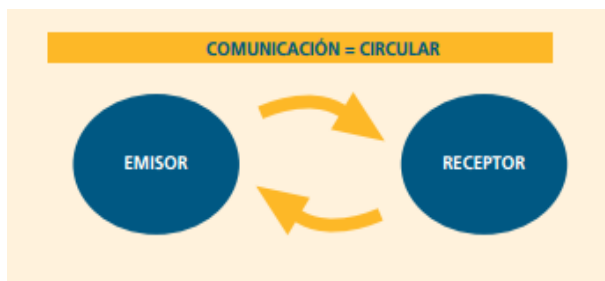 COMUNICACIÓN = CIRCULAR
EMISOR
RECEPTOR